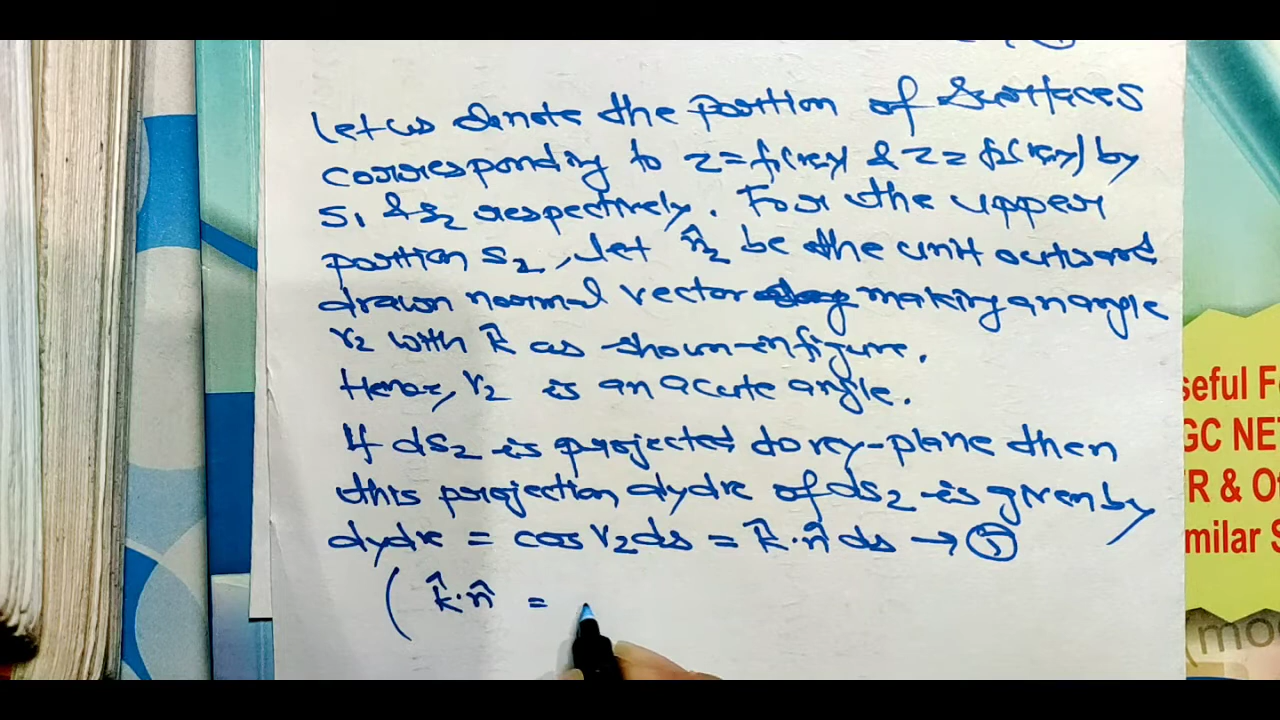 Let us denote the portion of surfaces
corresponding to z = f₁(x,y) & z = f₂(x,y) by
S₁ & S₂ respectively. For the upper
portion S₂, let n̂₂ be the unit outward
drawn normal vector making an angle
γ₂ with k̂ as shown in figure.
Hence, γ₂ is an acute angle.
If ds₂ is projected to xy-plane then
this projection dydx of ds₂ is given by
dydx = cos γ₂ ds = k̂.n̂ ds → ⑤
( k̂.n̂ =
seful F
GC NE
R & O
milar S
mo